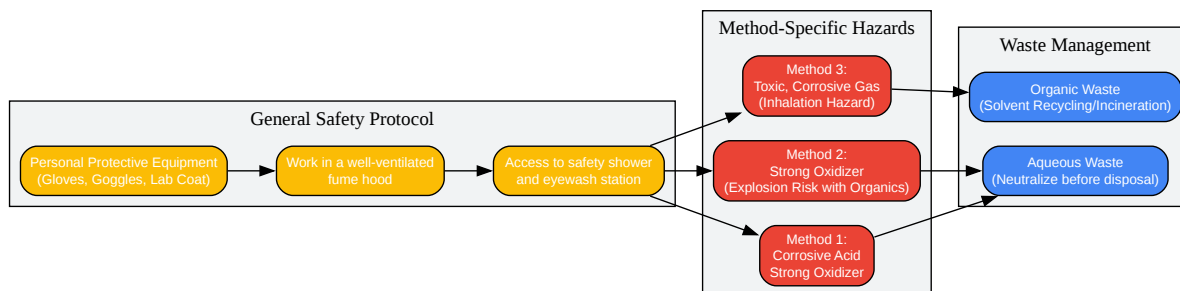 General Safety Protocol
Personal Protective Equipment
(Gloves, Goggles, Lab Coat)
Work in a well-ventilated
fume hood
Access to safety shower
and eyewash station
Method-Specific Hazards
Method 3:
Toxic, Corrosive Gas
(Inhalation Hazard)
Method 2:
Strong Oxidizer
(Explosion Risk with Organics)
Method 1:
Corrosive Acid
Strong Oxidizer
Waste Management
Organic Waste
(Solvent Recycling/Incineration)
Aqueous Waste
(Neutralize before disposal)